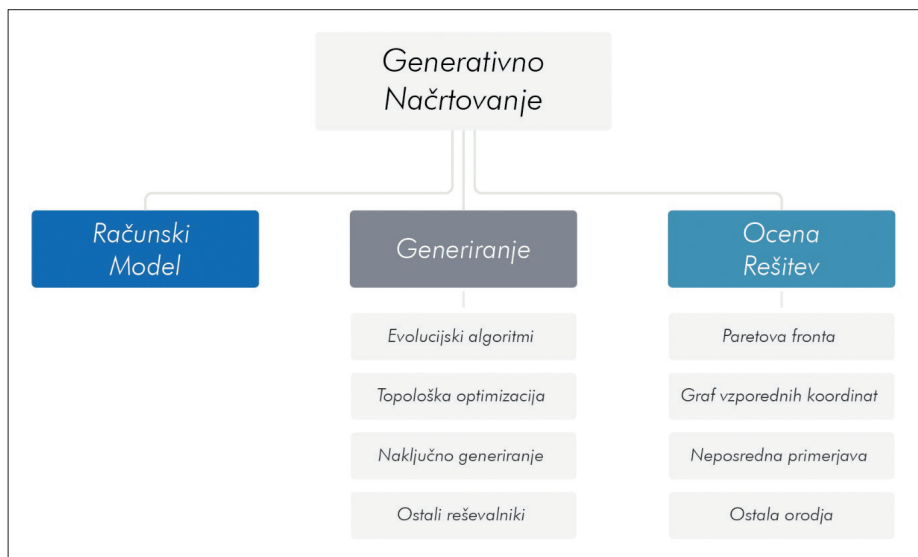 Generativno
Načrtovanje
Računski
Model
Generiranje
Evolucijski algoritmi
Topološka optimizacija
Naključno generiranje
Ostali reševalniki
Ocena
Rešitev
Paretova fronta
Graf vzporednih koordinat
Neposredna primerjava
Ostala orodja